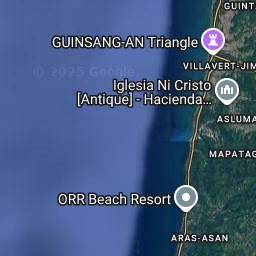 GUINT
GUINSANG-AN Triangle
VILLAVERT-JIM
© 2025 Google
Iglesia Ni Cristo
[Antique] - Hacienda...
ASLUMA
MAPATAG
ORR Beach Resort
ARAS-ASAN